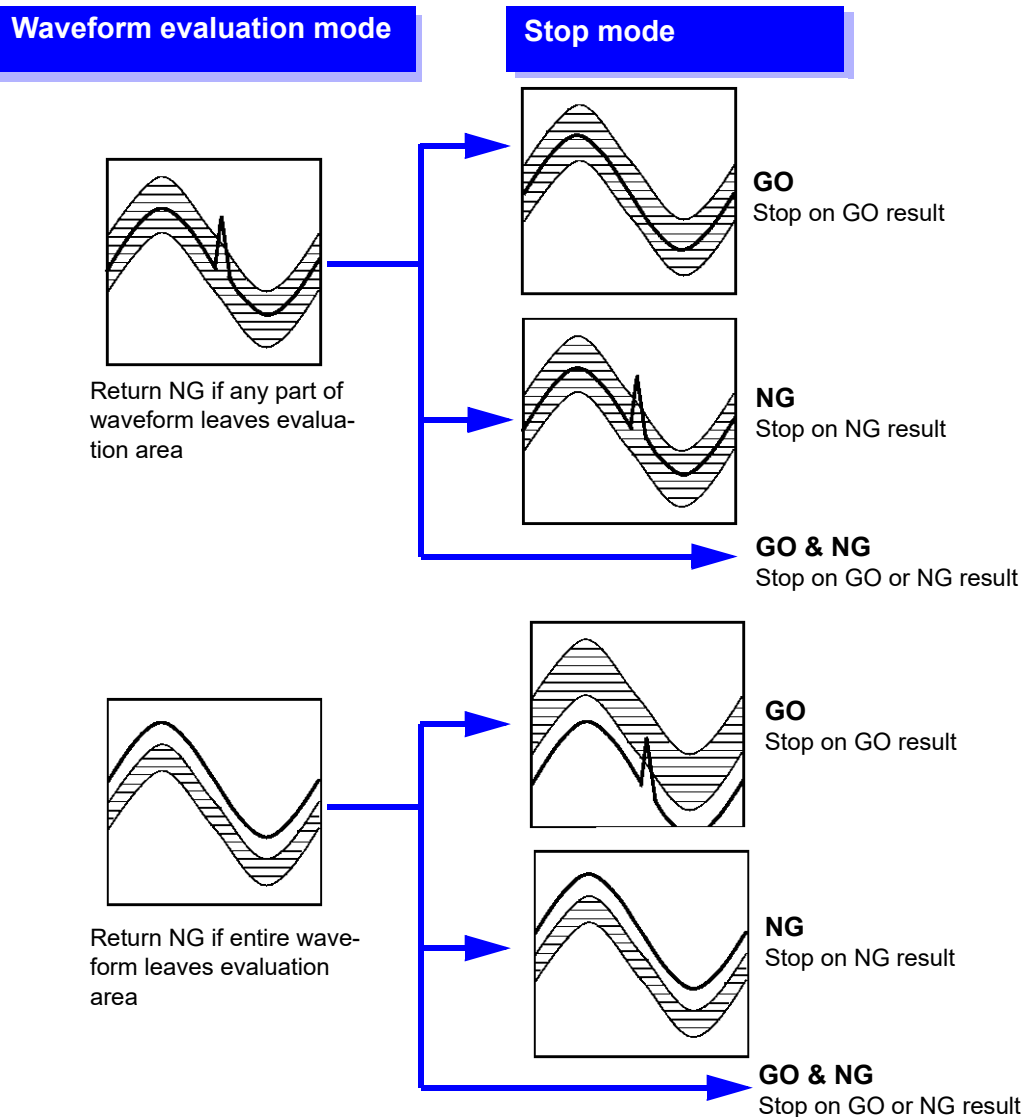 Waveform evaluation mode
Stop mode
GO
Stop on GO result
Return NG if any part of
waveform leaves evalua-
tion area
NG
Stop on NG result
GO & NG
Stop on GO or NG result
GO
Stop on GO result
Return NG if entire wave-
form leaves evaluation
area
NG
Stop on NG result
GO & NG
Stop on GO or NG result